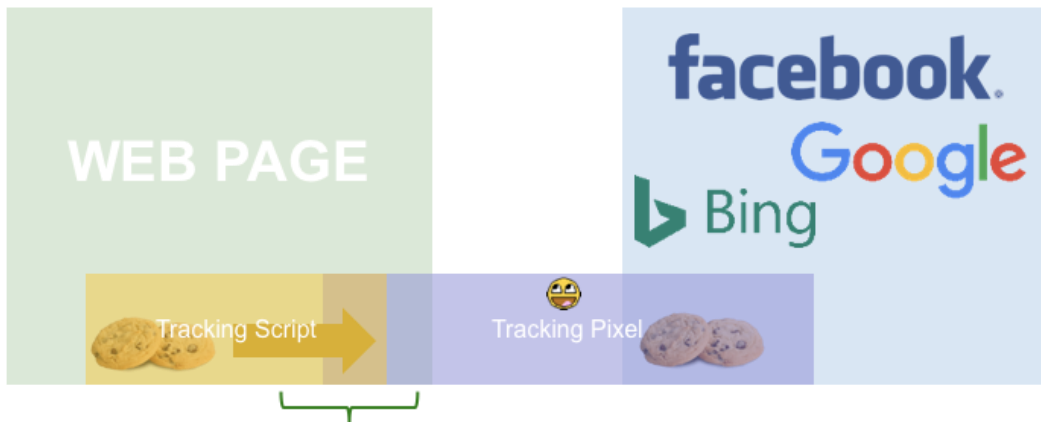 WEB PAGE
facebook.
Google
Bing
Tracking Script
Tracking Pixel